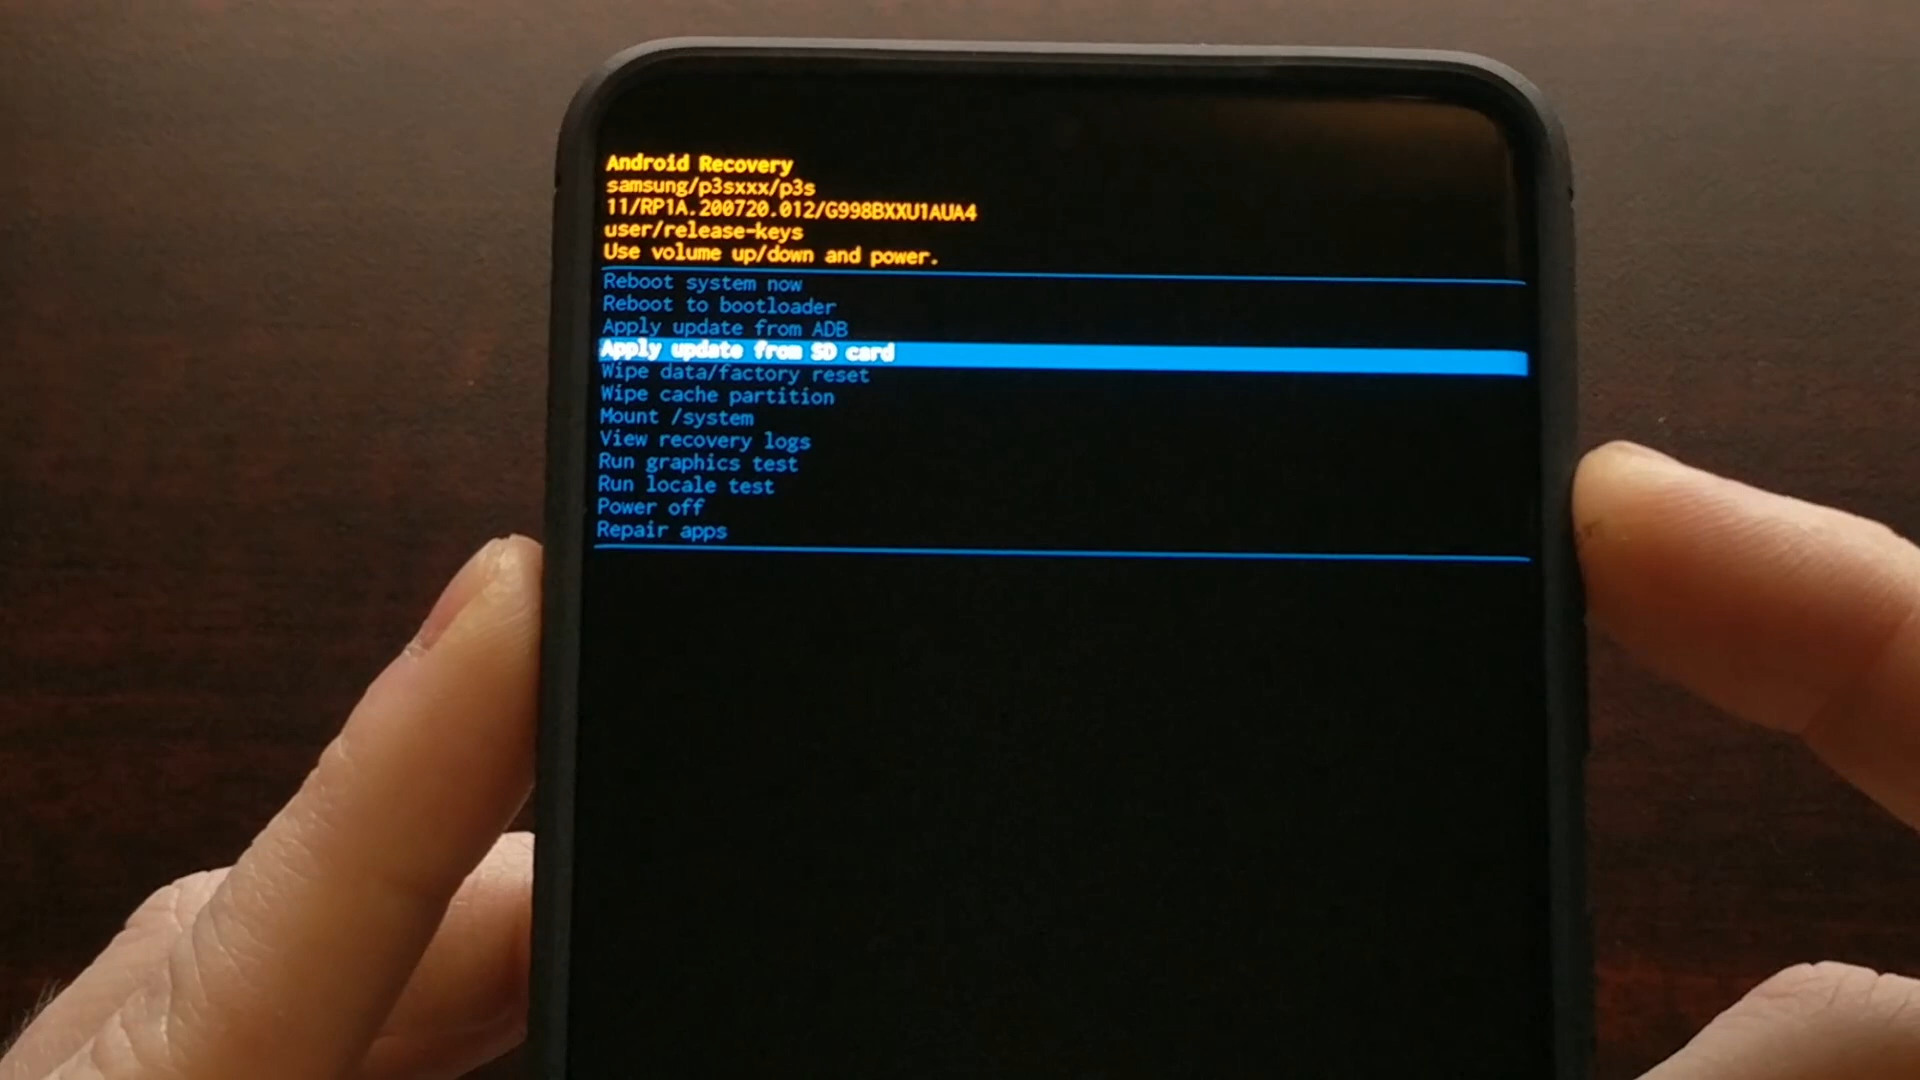 Android Recovery
samsung/p3sxxx/p3s
11/RP1A.200720.012/G998BXXU1AUA4
user/release-keys
Use volume up/down and power.
Reboot system now
Reboot to bootloader
Apply update from ADB
Apply update from SD card
Wipe data/factory reset
Wipe cache partition
Mount /system
View recovery logs
Run graphics test
Run locale test
Power off
Repair apps